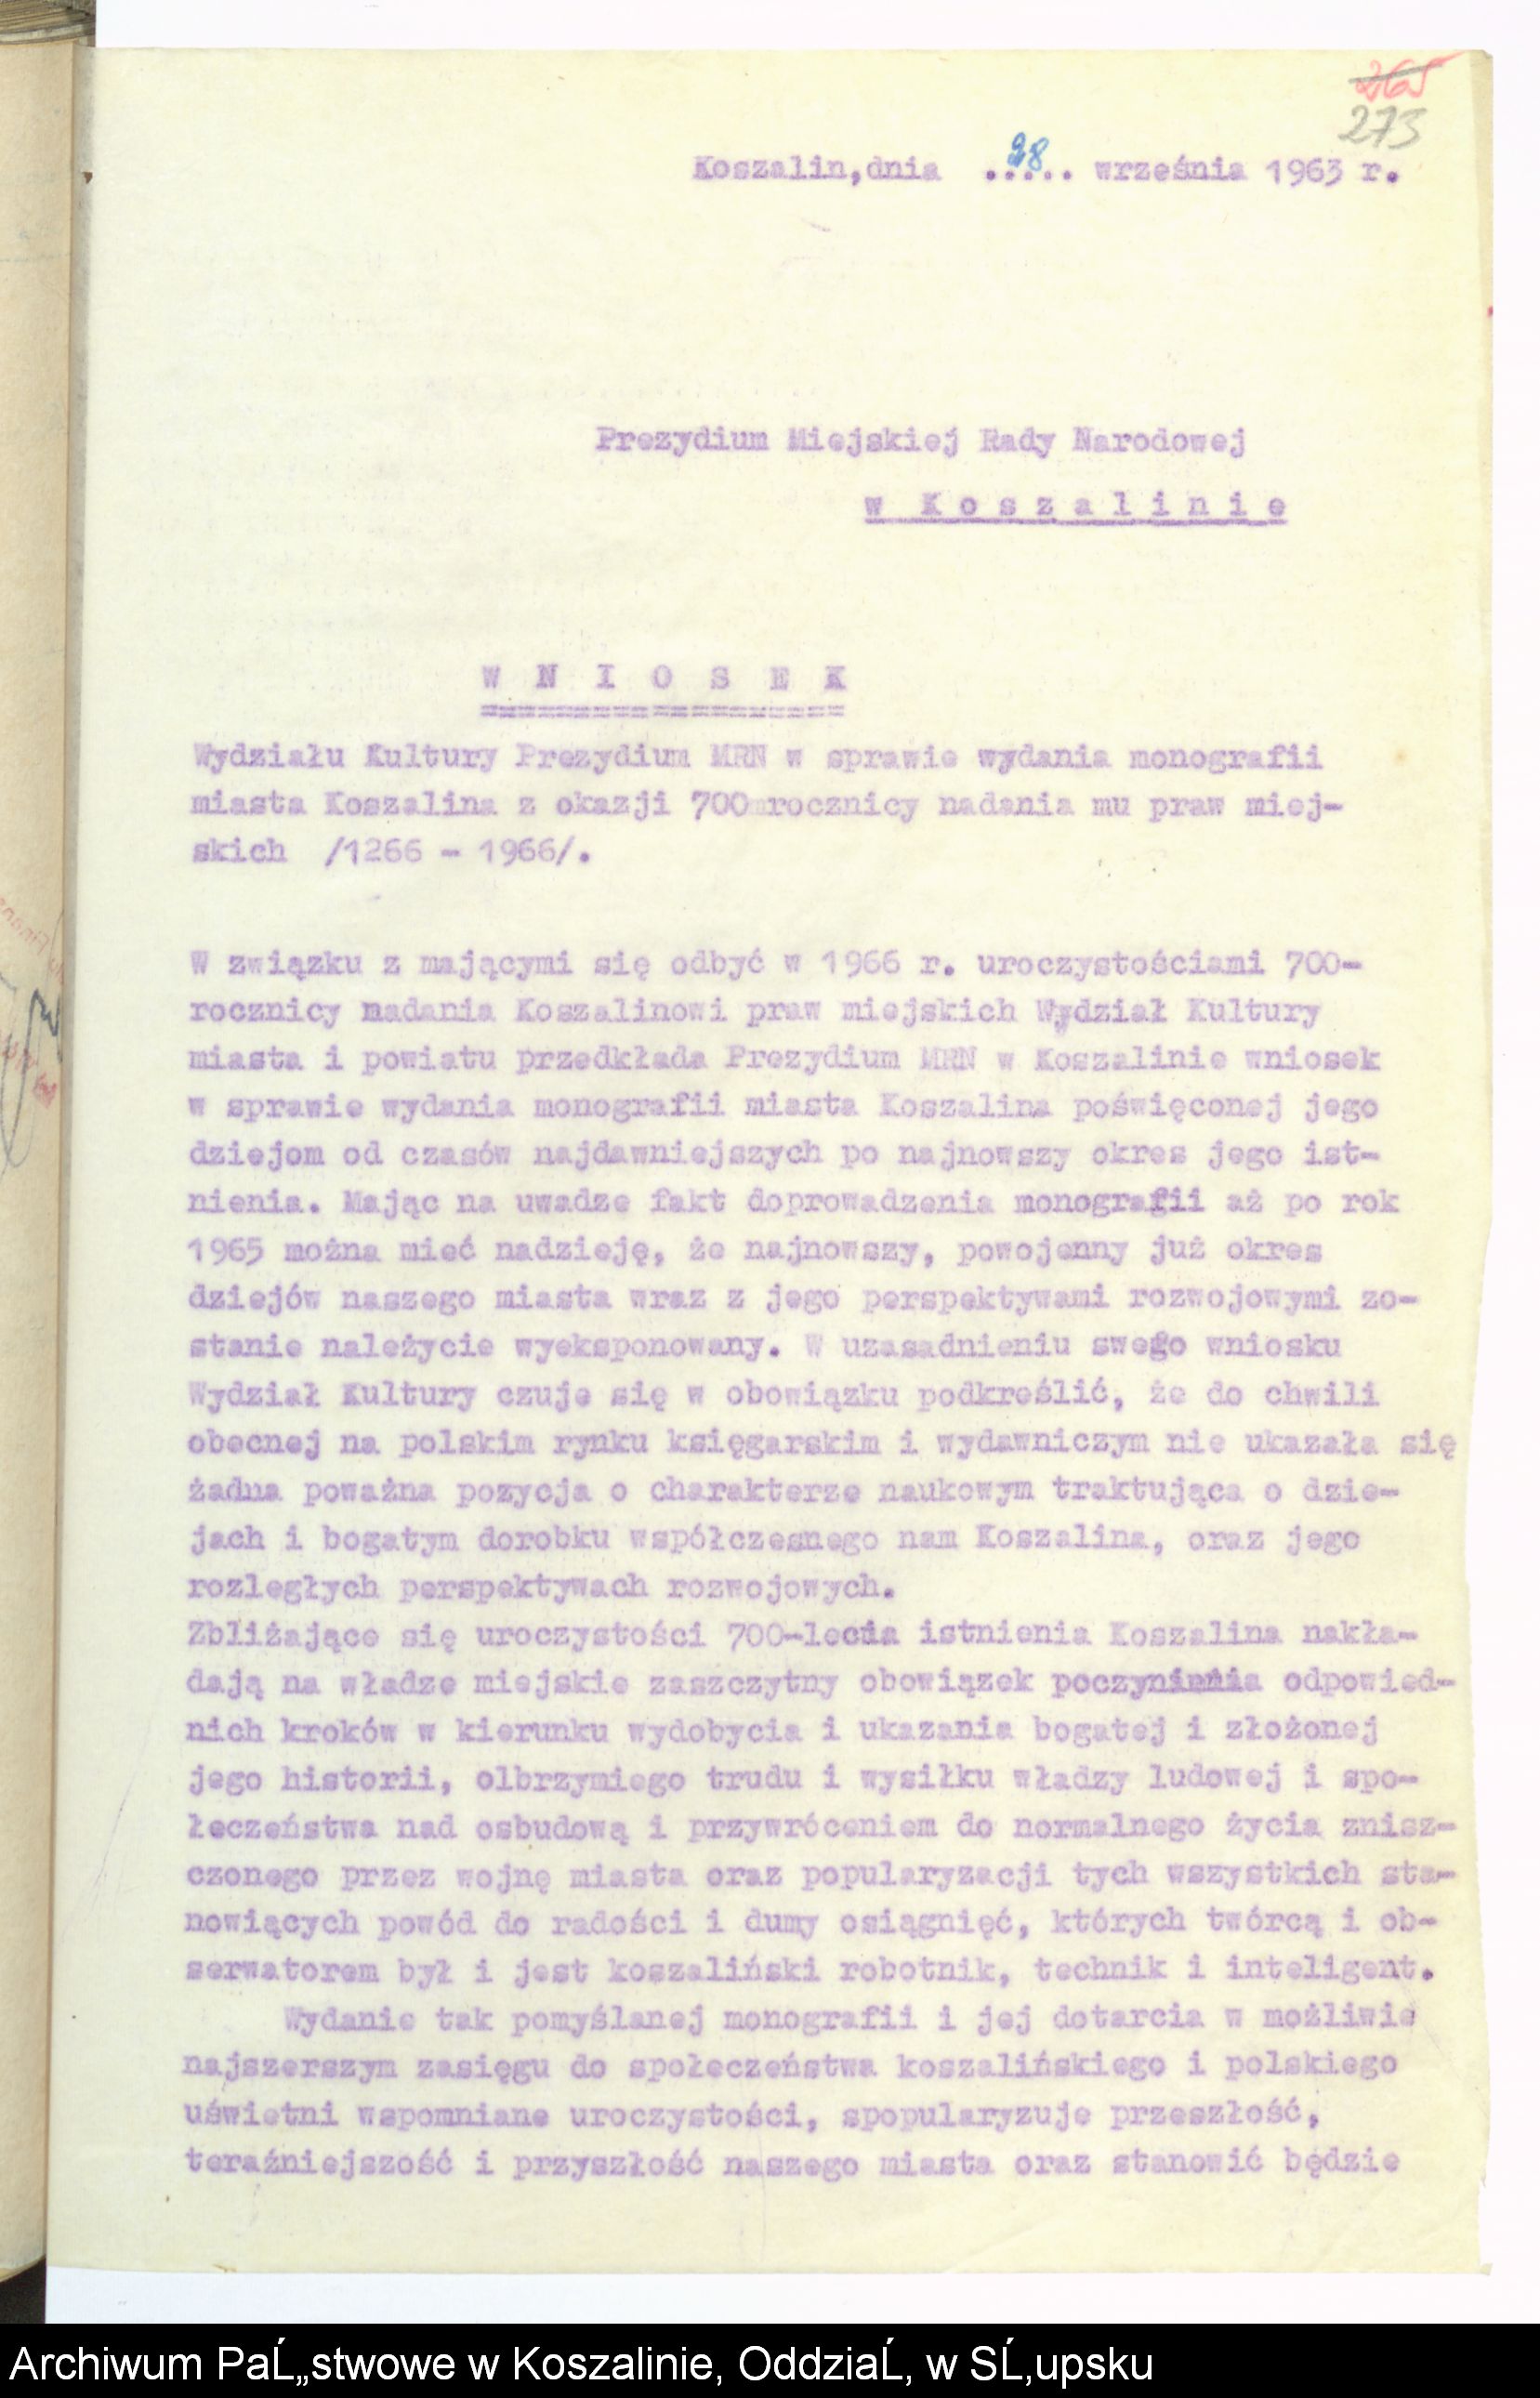 265
273
Koszalin,dnia ..28... września 1963 r.
Prezydium Miejskiej Rady Narodowej
w K o s z a l i n i e
W N I O S E K
===================
Wydziału Kultury Prezydium MRN w sprawie wydania monografii
miasta Koszalina z okazji 700 rocznicy nadania mu praw miej-
skich /1266 - 1966/.
W związku z mającymi się odbyć w 1966 r. uroczystościami 700-
rocznicy nadania Koszalinowi praw miejskich Wydział Kultury
miasta i powiatu przedkłada Prezydium MRN w Koszalinie wniosek
w sprawie wydania monografii miasta Koszalina poświęconej jego
dziejom od czasów najdawniejszych po najnowszy okres jego ist-
nienia. Mając na uwadze fakt doprowadzenia monografii aż po rok
1965 można mieć nadzieję, że najnowszy, powojenny już okres
dziejów naszego miasta wraz z jego perspektywami rozwojowymi zo-
stanie należycie wyeksponowany. W uzasadnieniu swego wniosku
Wydział Kultury czuje się w obowiązku podkreślić, że do chwili
obecnej na polskim rynku księgarskim i wydawniczym nie ukazała się
żadna poważna pozycja o charakterze naukowym traktująca o dzie-
jach i bogatym dorobku współczesnego nam Koszalina, oraz jego
rozległych perspektywach rozwojowych.
Zbliżające się uroczystości 700-lecia istnienia Koszalina nakła-
dają na władze miejskie zaszczytny obowiązek poczynienia odpowied-
nich kroków w kierunku wydobycia i ukazania bogatej i złożonej
jego historii, olbrzymiego trudu i wysiłku władzy ludowej i spo-
łeczeństwa nad osbudową i przywróceniem do normalnego życia znisz-
czonego przez wojnę miasta oraz popularyzacji tych wszystkich sta-
nowiących powód do radości i dumy osiągnięć, których twórcą i ob-
serwatorem był i jest koszaliński robotnik, technik i inteligent.
Wydanie tak pomyślanej monografii i jej dotarcia w możliwie
najszerszym zasięgu do społeczeństwa koszalińskiego i polskiego
uświetni wspomniane uroczystości, spopularyzuje przeszłość,
teraźniejszość i przyszłość naszego miasta oraz stanowić będzie
Archiwum PaĹ„stwowe w Koszalinie, OddziaĹ‚ w SĹ‚upsku